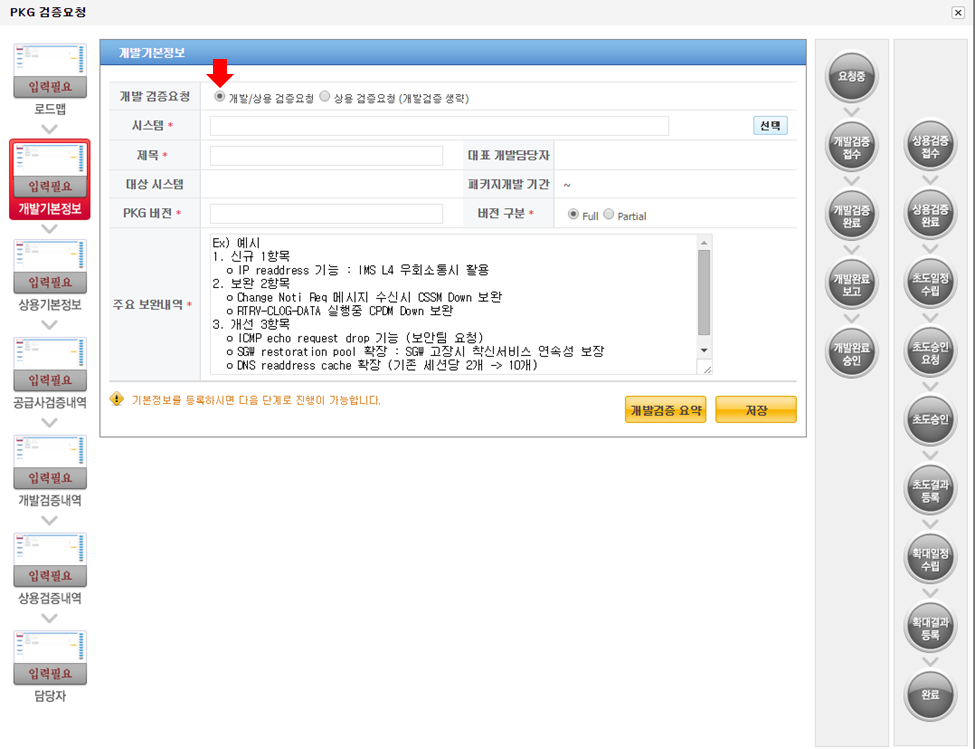 PKG 검증요청
입력필요
로드맵
입력필요
개발기본정보
입력필요
상용기본정보
입력필요
공급사검증내역
입력필요
개발검증내역
입력필요
상용검증내역
입력필요
담당자
개발기본정보
개발 검증요청 개발/상용 검증요청 상용 검증요청 (개발검증 생략)
시스템 * 선택
제목 * 대표 개발담당자
대상 시스템 패키지개발 기간 ~
PKG 버전 * 버전 구분 * Full Partial
주요 보완내역 *
Ex) 예시
1. 신규 1항목
o IP readdress 기능 : IMS L4 우회소통시 활용
2. 보완 2항목
o Change Noti Req 메시지 수신시 CSSM Down 보완
o RTRV-CLOG-DATA 실행중 CPDM Down 보완
3. 개선 3항목
o ICMP echo request drop 기능 (보안팀 요청)
o SGW restoration pool 확장 : SGW 고장시 착신서비스 연속성 보장
o DNS readdress cache 확장 (기존 세션당 2개 -> 10개)
기본정보를 등록하시면 다음 단계로 진행이 가능합니다.
개발검증 요약 저장
요청중
개발검증
접수
개발검증
완료
개발완료
보고
개발완료
승인
상용검증
접수
상용검증
완료
초도일정
수립
초도승인
요청
초도승인
초도결과
등록
확대일정
수립
확대결과
등록
완료